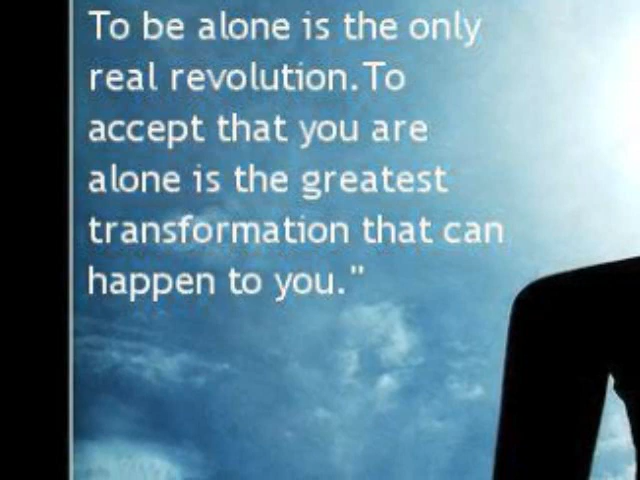 To be alone is the only
real revolution.To
accept that you are
alone is the greatest
transformation that can
happen to you."